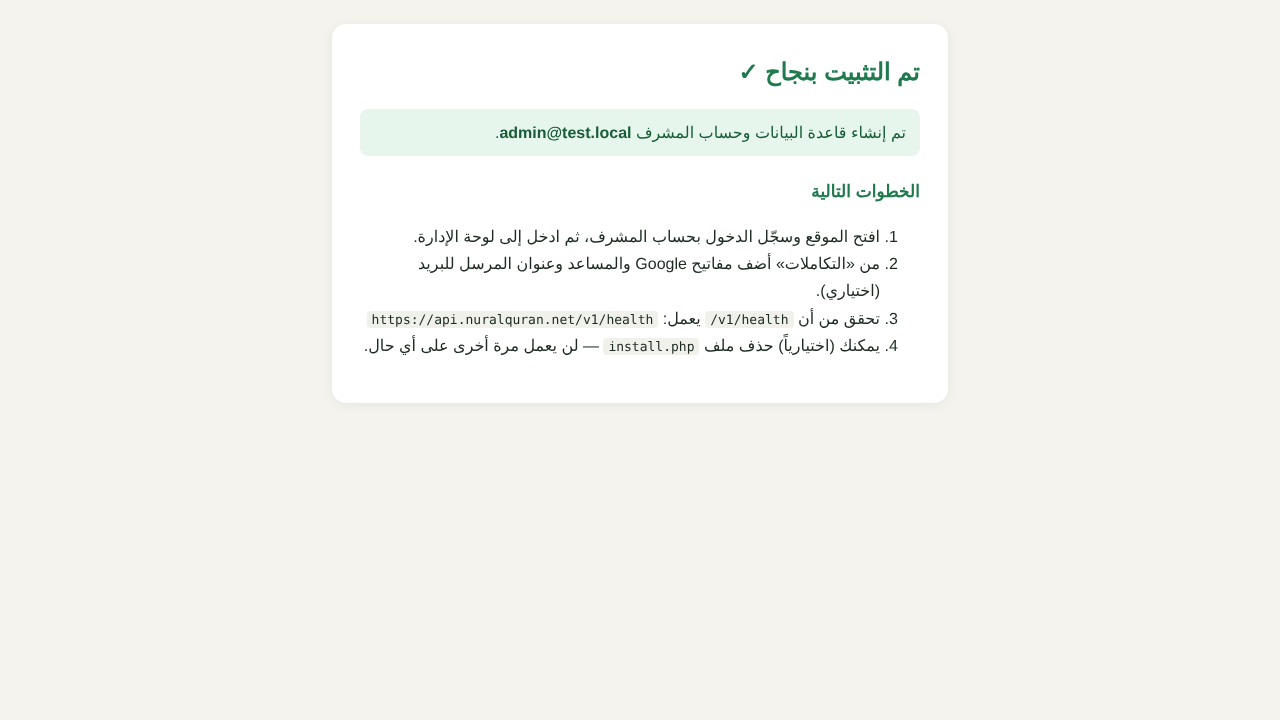 تم التثبيت بنجاح ✓
تم إنشاء قاعدة البيانات وحساب المشرف admin@test.local.
الخطوات التالية
1. افتح الموقع وسجّل الدخول بحساب المشرف، ثم ادخل إلى لوحة الإدارة.
2. من «التكاملات» أضف مفاتيح Google والمساعد وعنوان المرسل للبريد
(اختياري).
3. تحقق من أن /v1/health يعمل: https://api.nuralquran.net/v1/health
4. يمكنك (اختيارياً) حذف ملف install.php — لن يعمل مرة أخرى على أي حال.